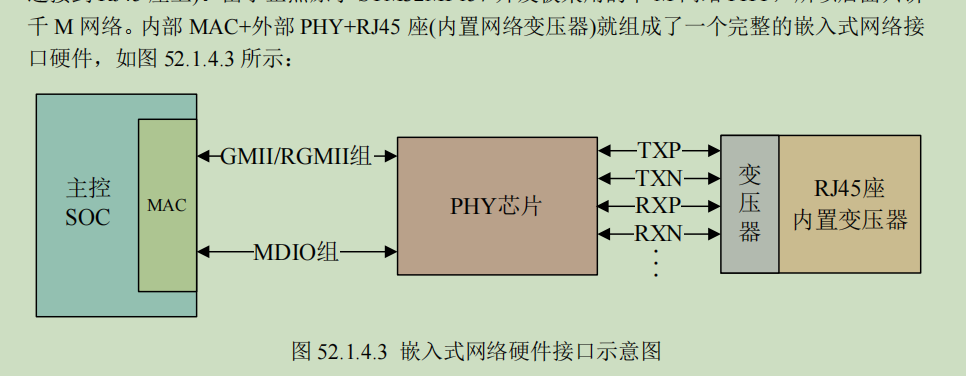 千 M 网络。内部 MAC+外部 PHY+RJ45 座(内置网络变压器)就组成了一个完整的嵌入式网络接
口硬件，如图 52.1.4.3 所示：
主控
SOC
MAC
GMII/RGMII组
MDIO组
PHY芯片
TXP
TXN
RXP
RXN
变
压
器
RJ45座
内置变压器
图 52.1.4.3 嵌入式网络硬件接口示意图